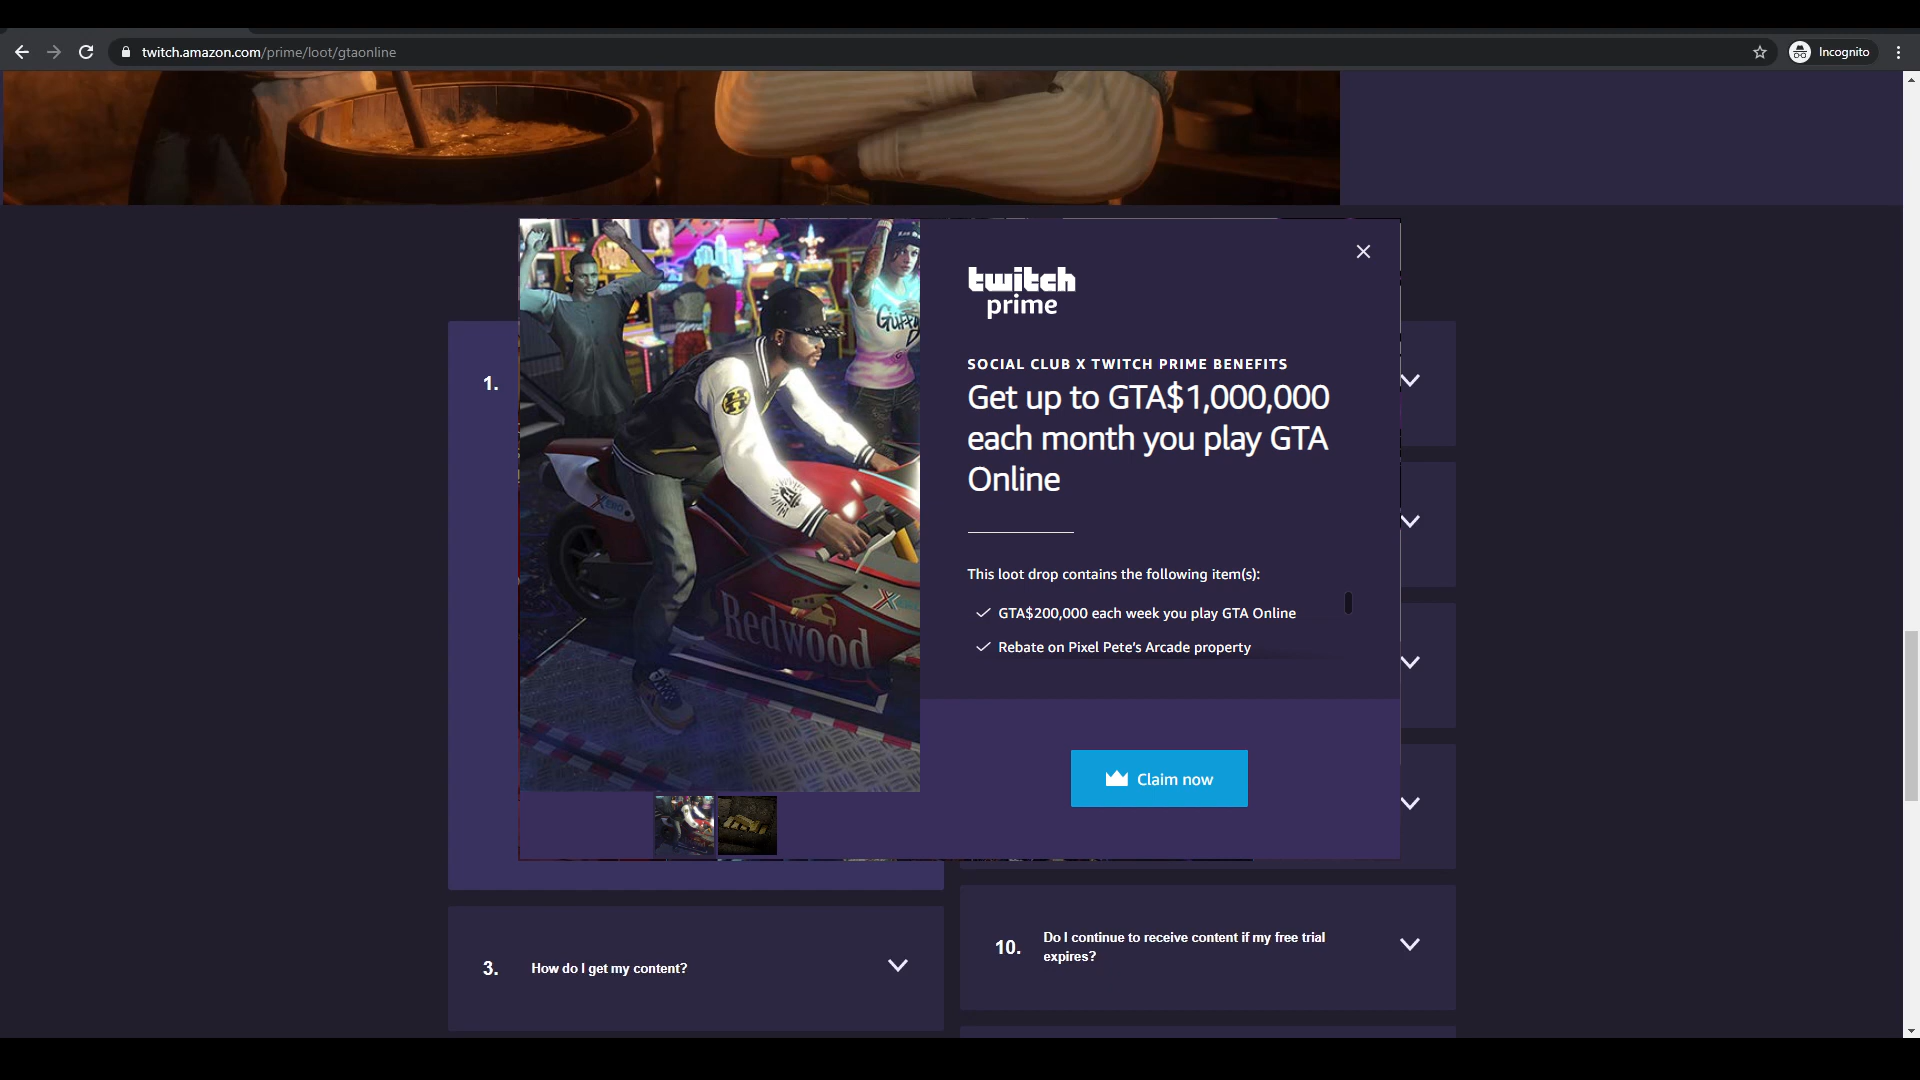 twitch.amazon.com/prime/loot/gtaonline
Incognito
twitch
prime
SOCIAL CLUB X TWITCH PRIME BENEFITS
Get up to GTA$1,000,000
each month you play GTA
Online
This loot drop contains the following item(s):
GTA$200,000 each week you play GTA Online
Rebate on Pixel Pete's Arcade property
Claim now
Redwood
1.
3.
How do I get my content?
10.
Do I continue to receive content if my free trial
expires?